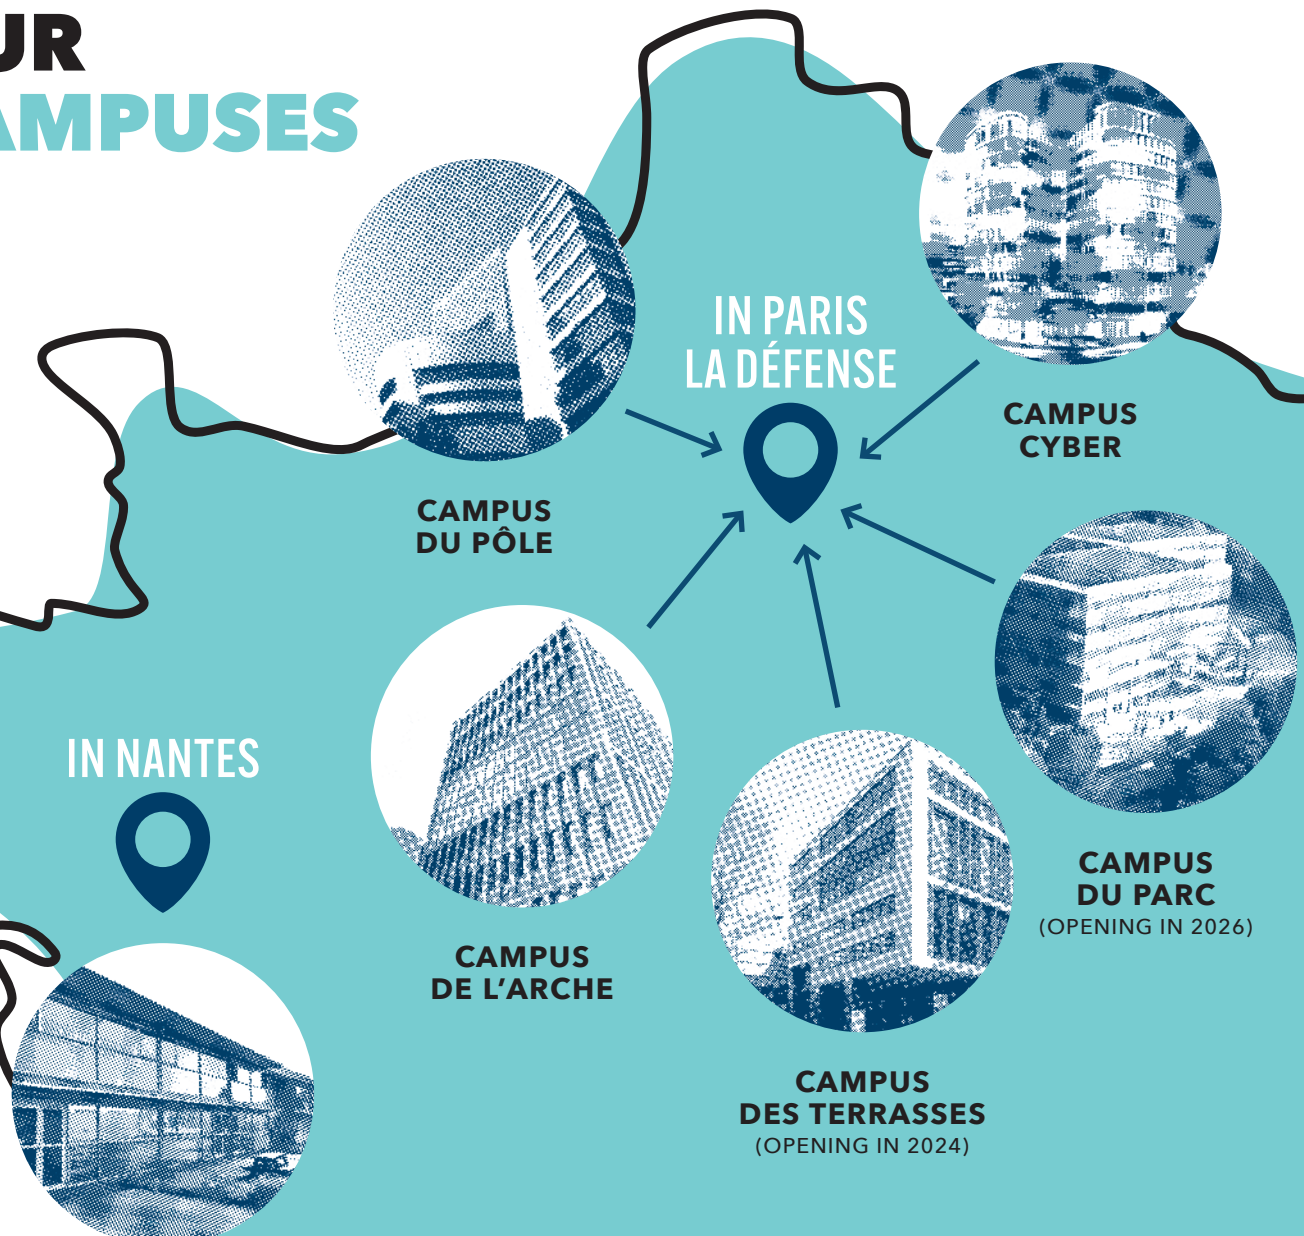 UR
AMPUSES
IN PARIS
LA DÉFENSE
CAMPUS
CYBER
CAMPUS
DU PÔLE
IN NANTES
CAMPUS
DU PARC
(OPENING IN 2026)
CAMPUS
DE L’ARCHE
CAMPUS
DES TERRASSES
(OPENING IN 2024)